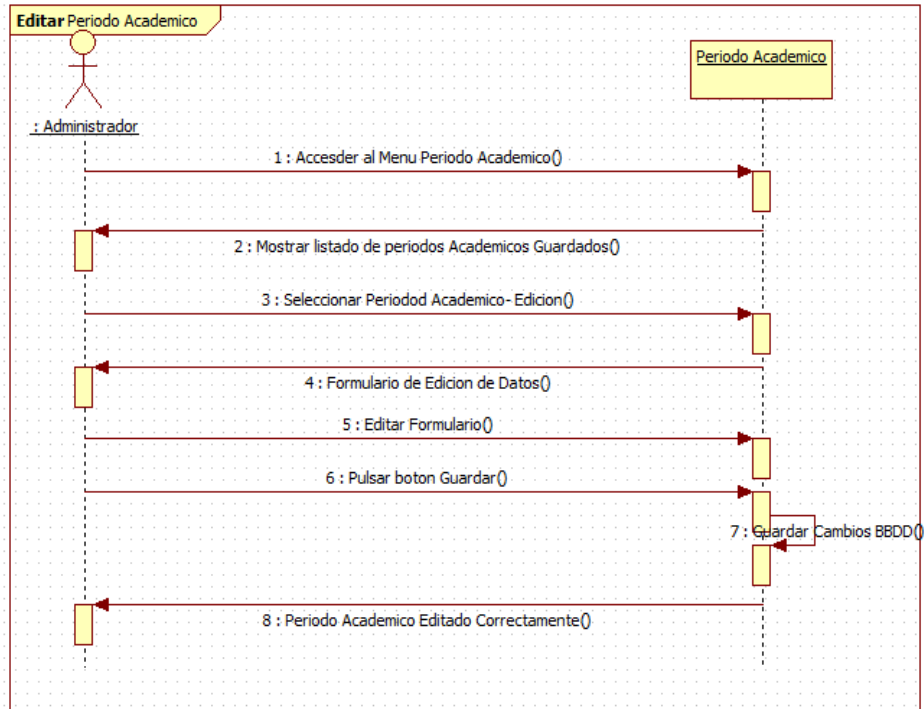 Editar Periodo Academico
Periodo Academico
: Administrador
1 : Accesder al Menu Periodo Academico()
2 : Mostrar listado de periodos Academicos Guardados()
3 : Seleccionar Periodod Academico- Edicion()
4 : Formulario de Edicion de Datos()
5 : Editar Formulario()
6 : Pulsar boton Guardar()
7 : Guardar Cambios BBDD()
8 : Periodo Academico Editado Correctamente()